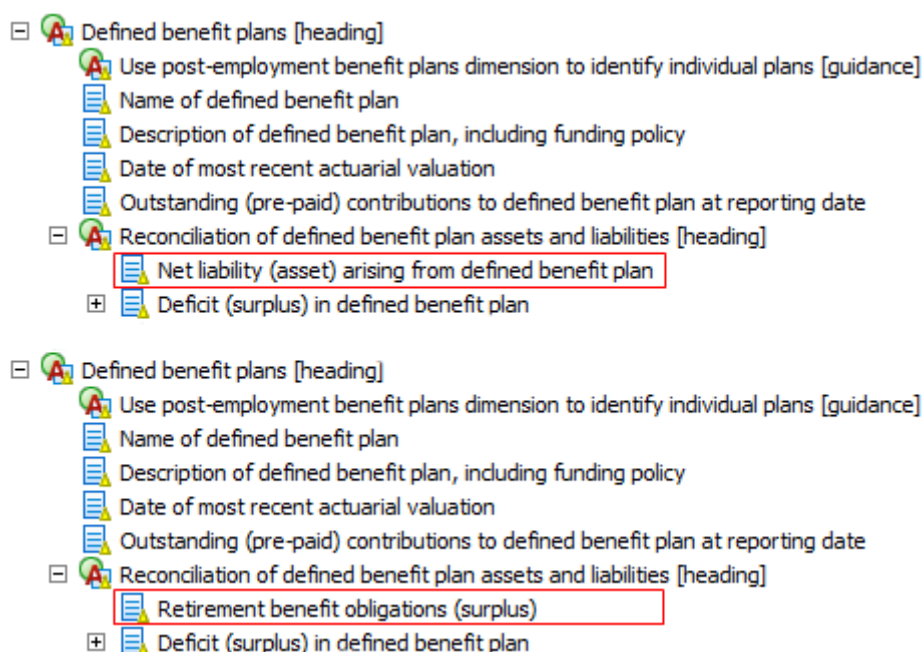 Defined benefit plans [heading]
Use post-employment benefit plans dimension to identify individual plans [guidance]
Name of defined benefit plan
Description of defined benefit plan, including funding policy
Date of most recent actuarial valuation
Outstanding (pre-paid) contributions to defined benefit plan at reporting date
Reconciliation of defined benefit plan assets and liabilities [heading]
Net liability (asset) arising from defined benefit plan
Deficit (surplus) in defined benefit plan
Defined benefit plans [heading]
Use post-employment benefit plans dimension to identify individual plans [guidance]
Name of defined benefit plan
Description of defined benefit plan, including funding policy
Date of most recent actuarial valuation
Outstanding (pre-paid) contributions to defined benefit plan at reporting date
Reconciliation of defined benefit plan assets and liabilities [heading]
Retirement benefit obligations (surplus)
Deficit (surplus) in defined benefit plan